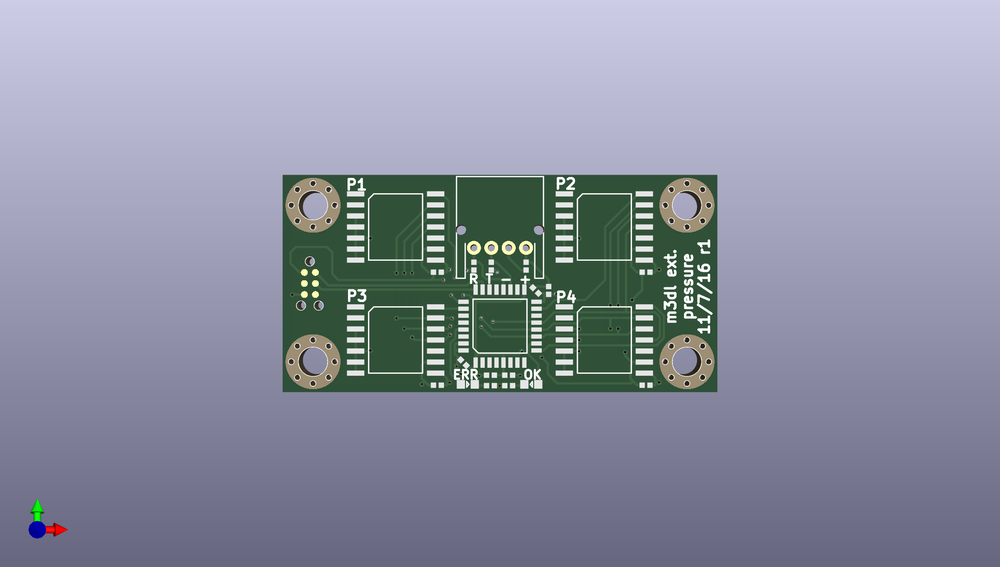 P1
P2
R T - +
P3
P4
ERR
OK
m3dl ext.
pressure
11/7/16 r1